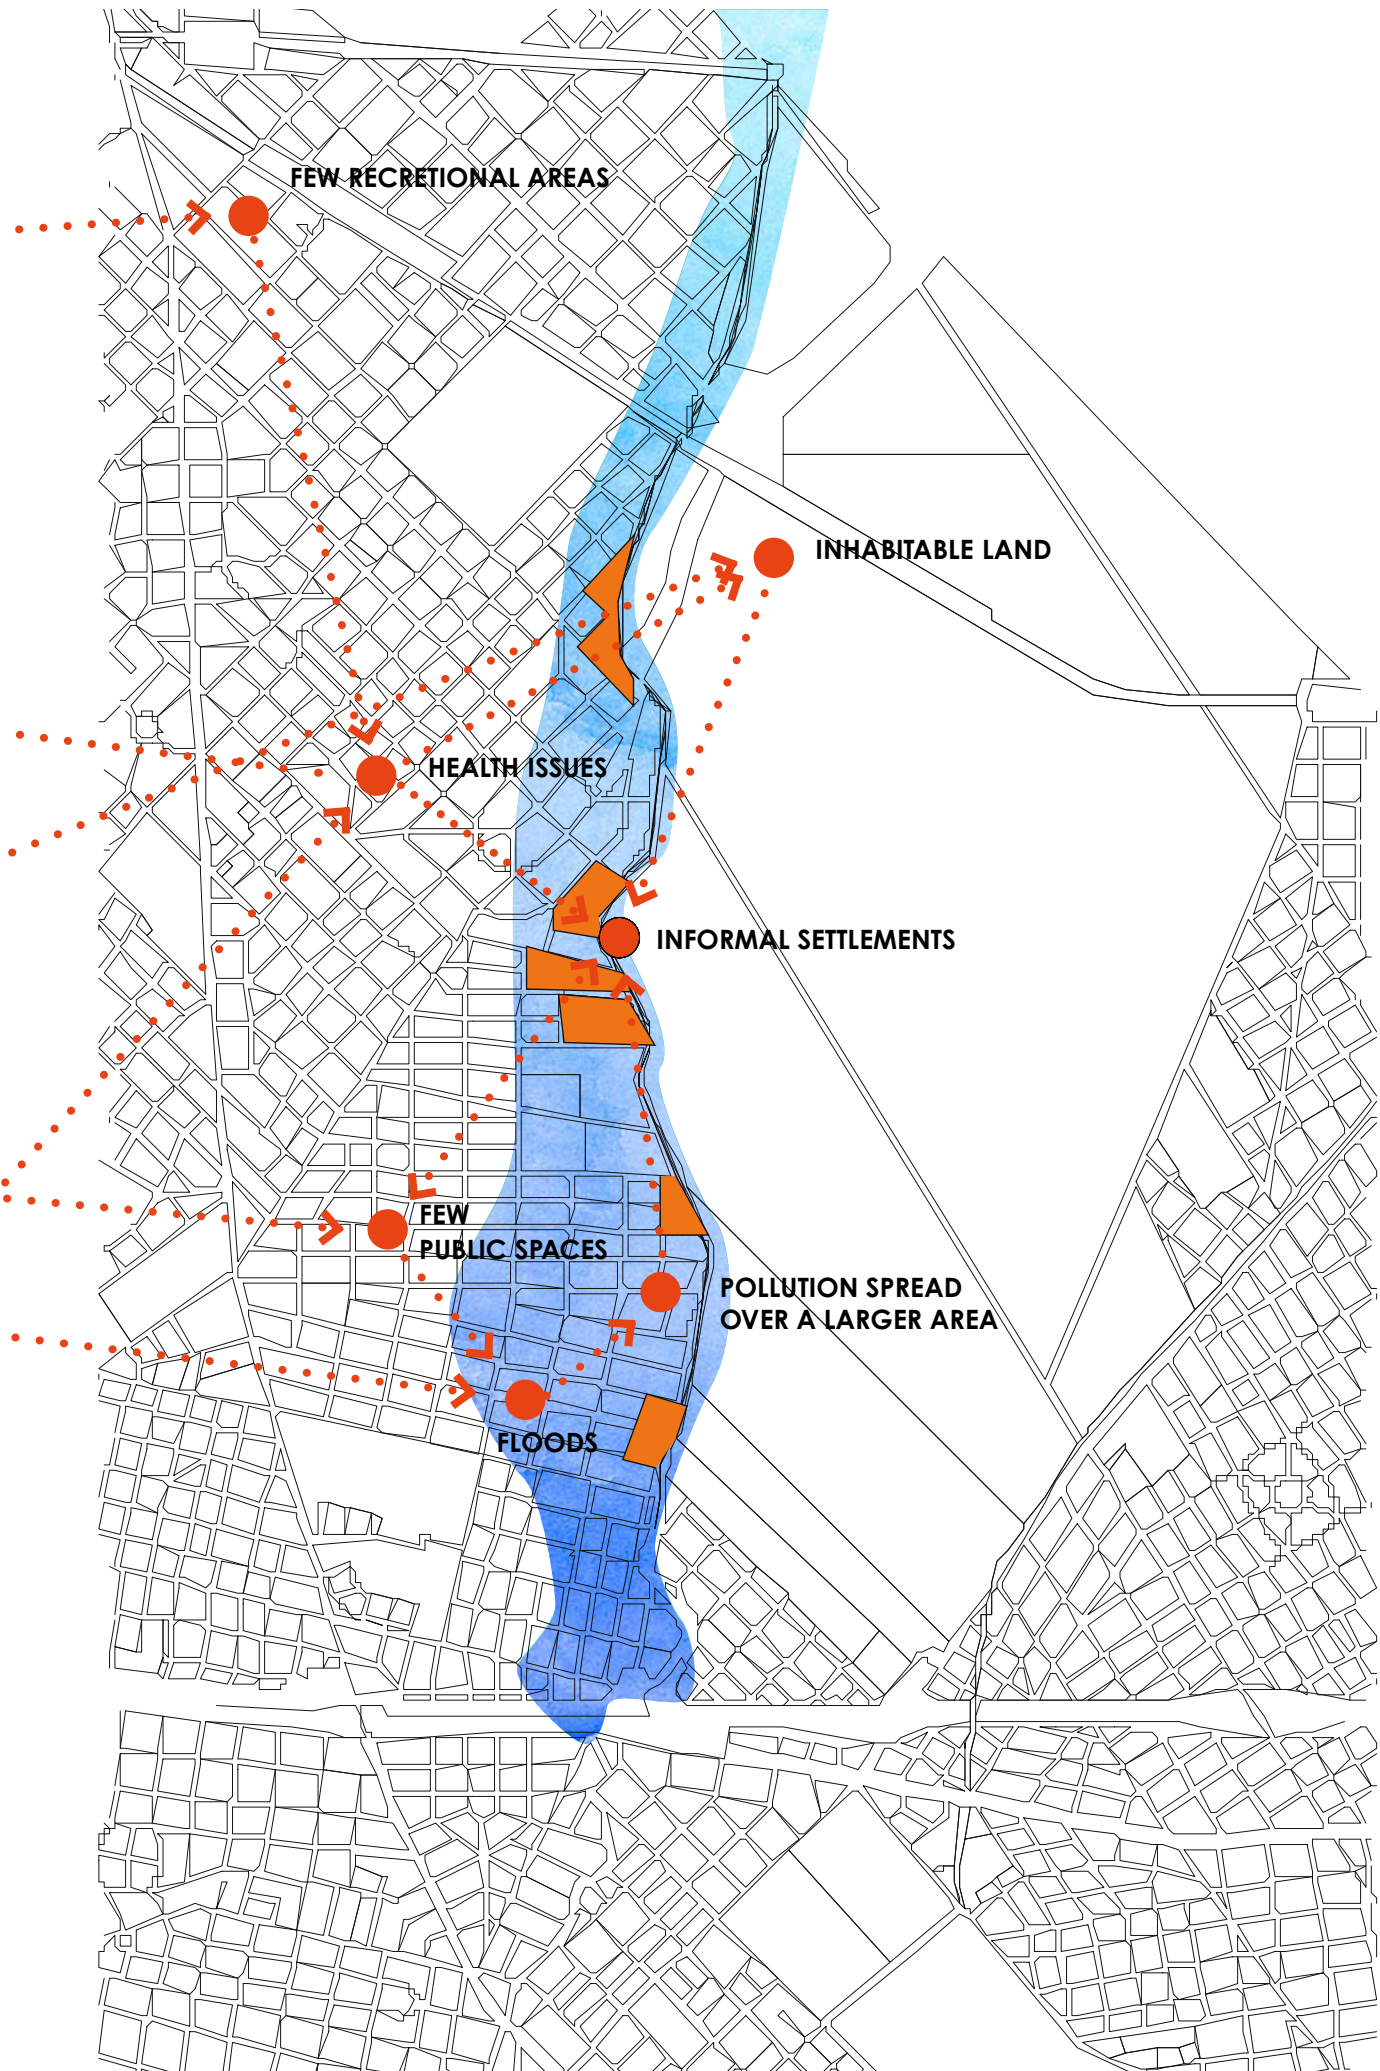 FEW RECRETIONAL AREAS
INHABITABLE LAND
HEALTH ISSUES
INFORMAL SETTLEMENTS
FEW
PUBLIC SPACES
POLLUTION SPREAD
OVER A LARGER AREA
FLOODS